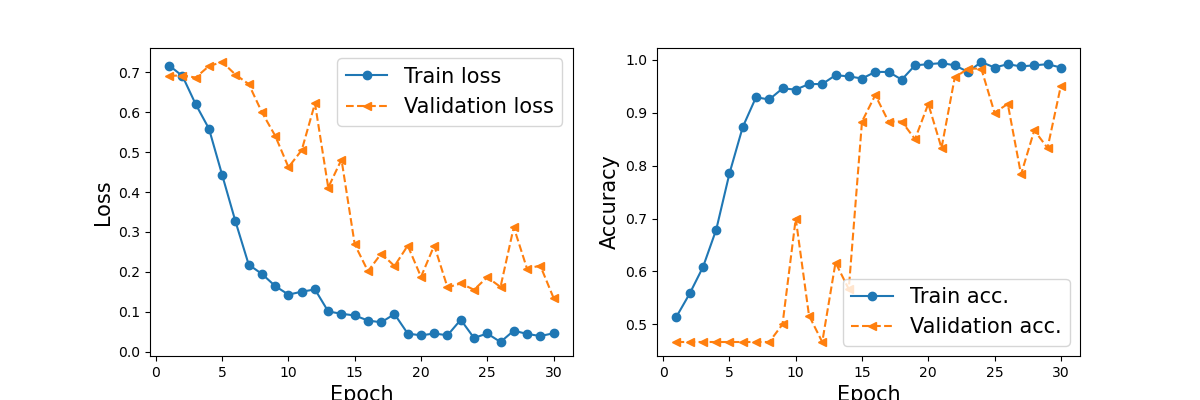 0.7
0.6
0.5
0.4
0.3
0.2
0.1
0.0
Loss
0 5 10 15 20 25 30
Epoch
Train loss
Validation loss
1.0
0.9
0.8
0.7
0.6
0.5
Accuracy
0 5 10 15 20 25 30
Epoch
Train acc.
Validation acc.